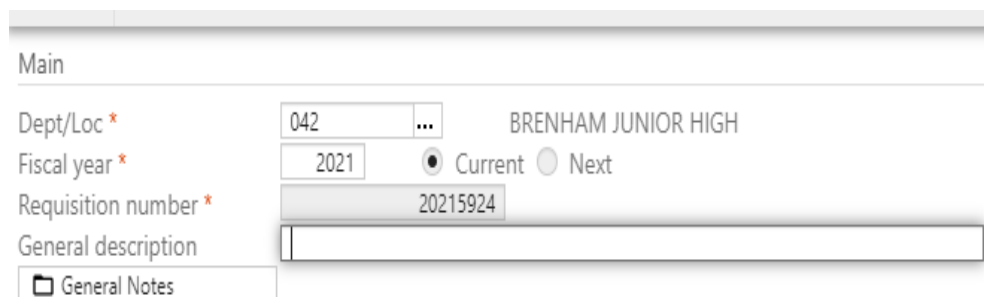 Main
Dept/Loc * 042 ... BRENHAM JUNIOR HIGH
Fiscal year * 2021 Current Next
Requisition number * 20215924
General description
General Notes